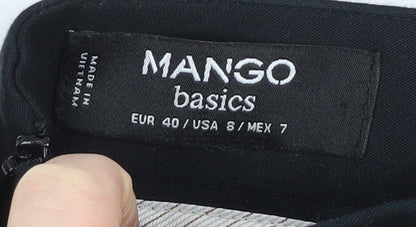 MADE IN
VIETNAM
MANGO
basics
EUR 40 / USA 8 / MEX 7